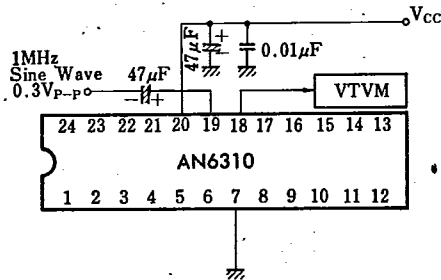 VCC
47μF
+
−
0.01μF
1MHz
Sine Wave
0.3VP-P
47μF
− +
VTVM
24 23 22 21 20 19 18 17 16 15 14 13
AN6310
1 2 3 4 5 6 7 8 9 10 11 12